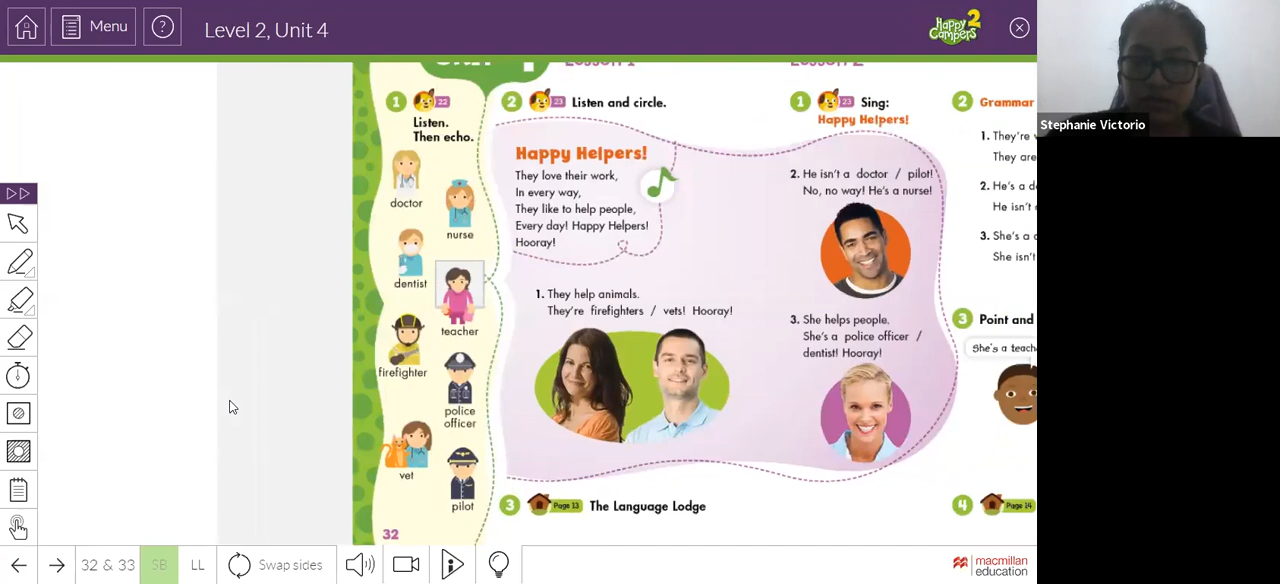 Menu
?
Level 2, Unit 4
Happy Campers 2
Stephanie Victorio
1
22
Listen.
Then echo.
doctor
nurse
dentist
teacher
firefighter
police
officer
vet
pilot
32
2
23
Listen and circle.
Happy Helpers!
They love their work,
In every way,
They like to help people,
Every day! Happy Helpers!
Hooray!
1. They help animals.
They're firefighters / vets! Hooray!
3
Page 13
The Language Lodge
1
23
Sing:
Happy Helpers!
2. He isn't a doctor / pilot!
No, no way! He's a nurse!
3. She helps people.
She's a police officer /
dentist! Hooray!
2
Grammar
1. They're
They are
2. He's a
He isn't
3. She's a
She isn't
3
Point and
She's a
4
Page 14
32 & 33
SB
LL
Swap sides
macmillan
education